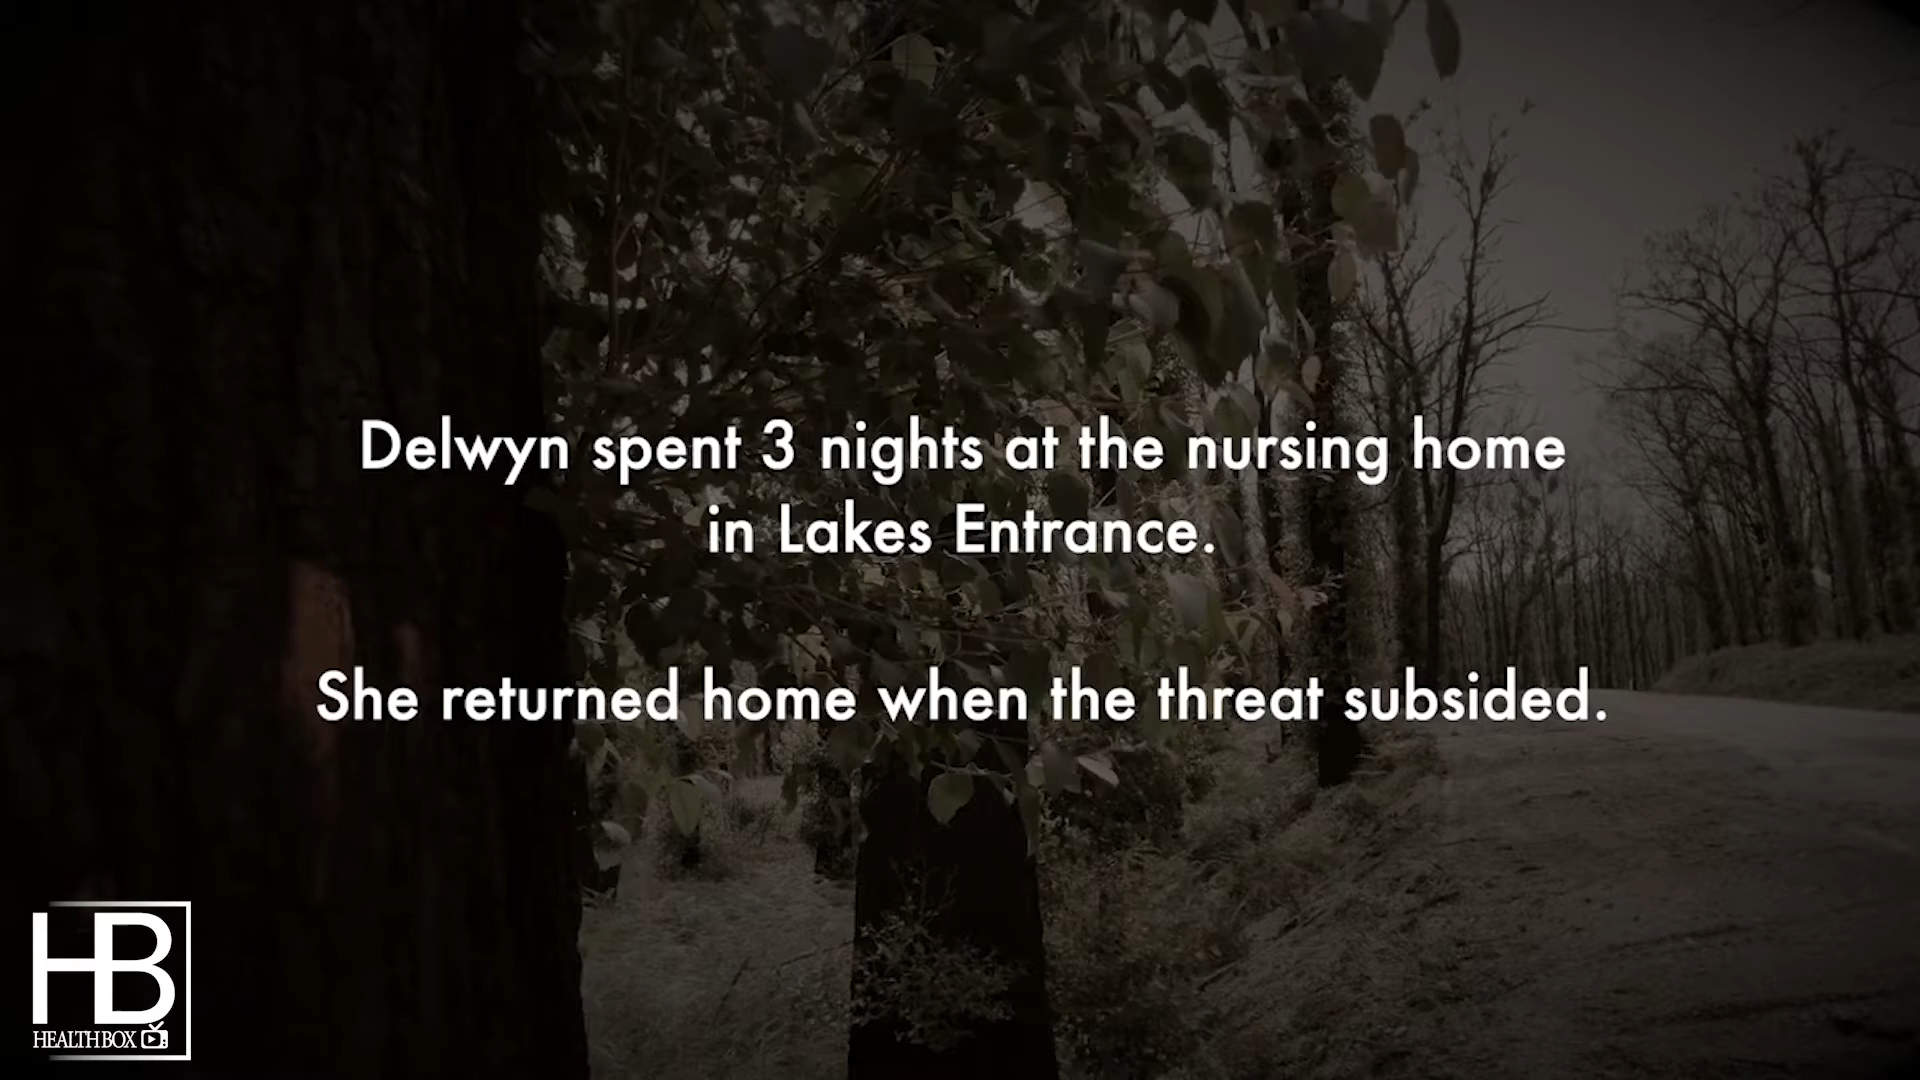 Delwyn spent 3 nights at the nursing home
in Lakes Entrance.
She returned home when the threat subsided.
HB
HEALTH BOX